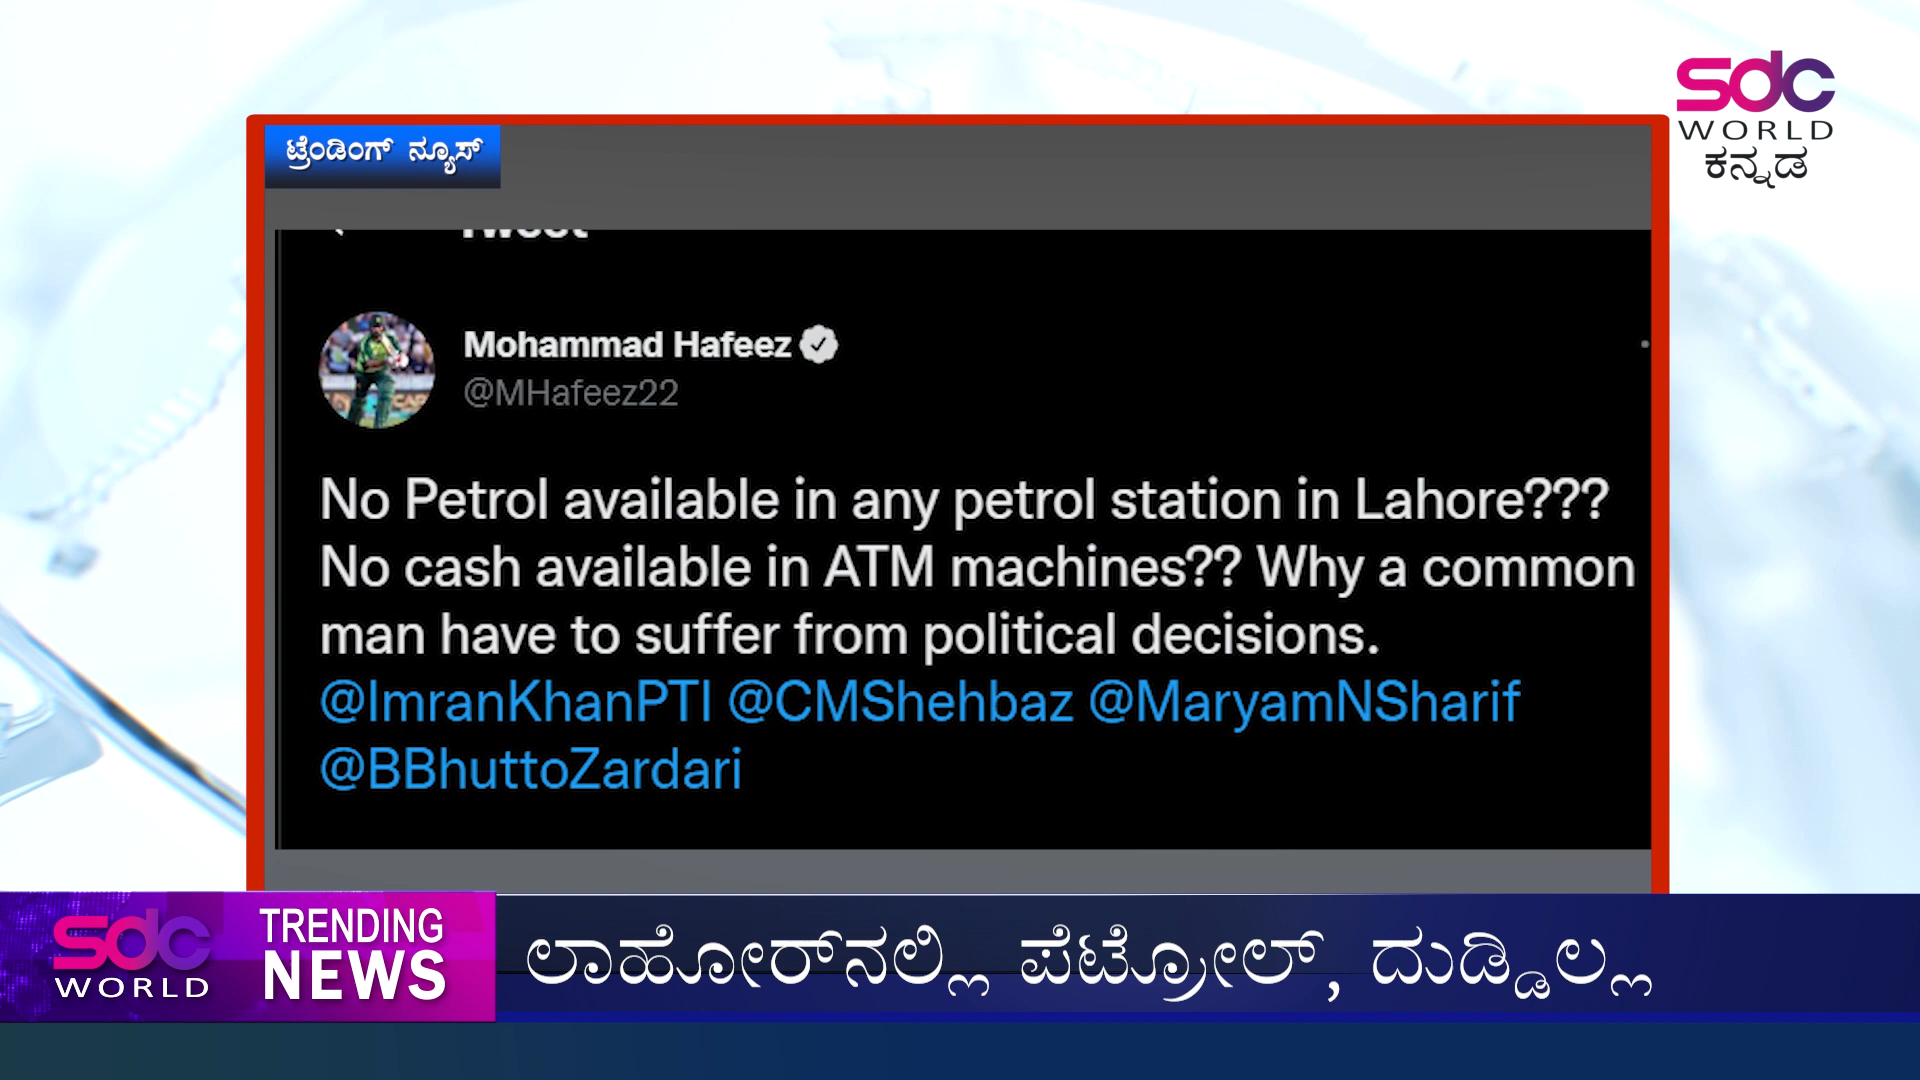 sdc
WORLD
ಕನ್ನಡ
ಟ್ರೆಂಡಿಂಗ್ ನ್ಯೂಸ್
Tweet
Mohammad Hafeez
@MHafeez22
No Petrol available in any petrol station in Lahore???
No cash available in ATM machines?? Why a common
man have to suffer from political decisions.
@ImranKhanPTI @CMShehbaz @MaryamNSharif
@BBhuttoZardari
sdc
WORLD
TRENDING
NEWS
ಲಾಹೋರ್‌ನಲ್ಲಿ ಪೆಟ್ರೋಲ್, ದುಡ್ಡಿಲ್ಲ